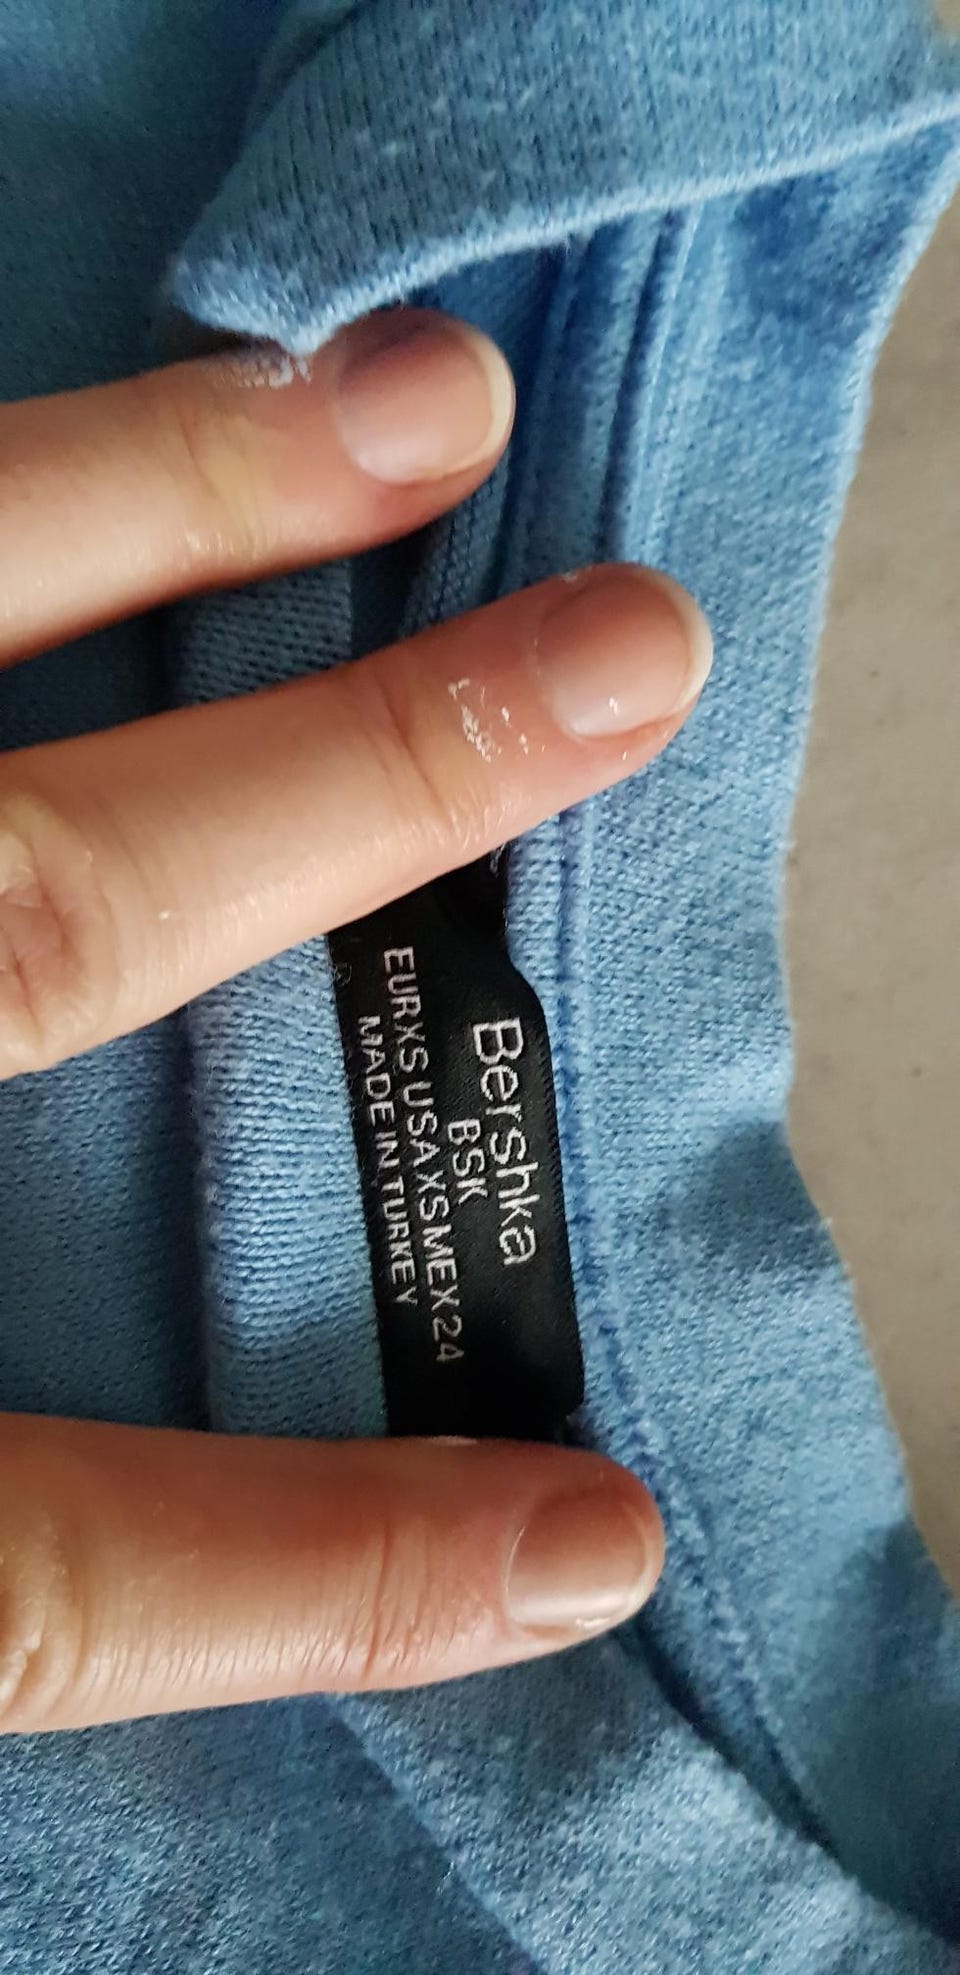 Bershka
BSK
EUR XS USA XS MEX 24
MADE IN TURKEY